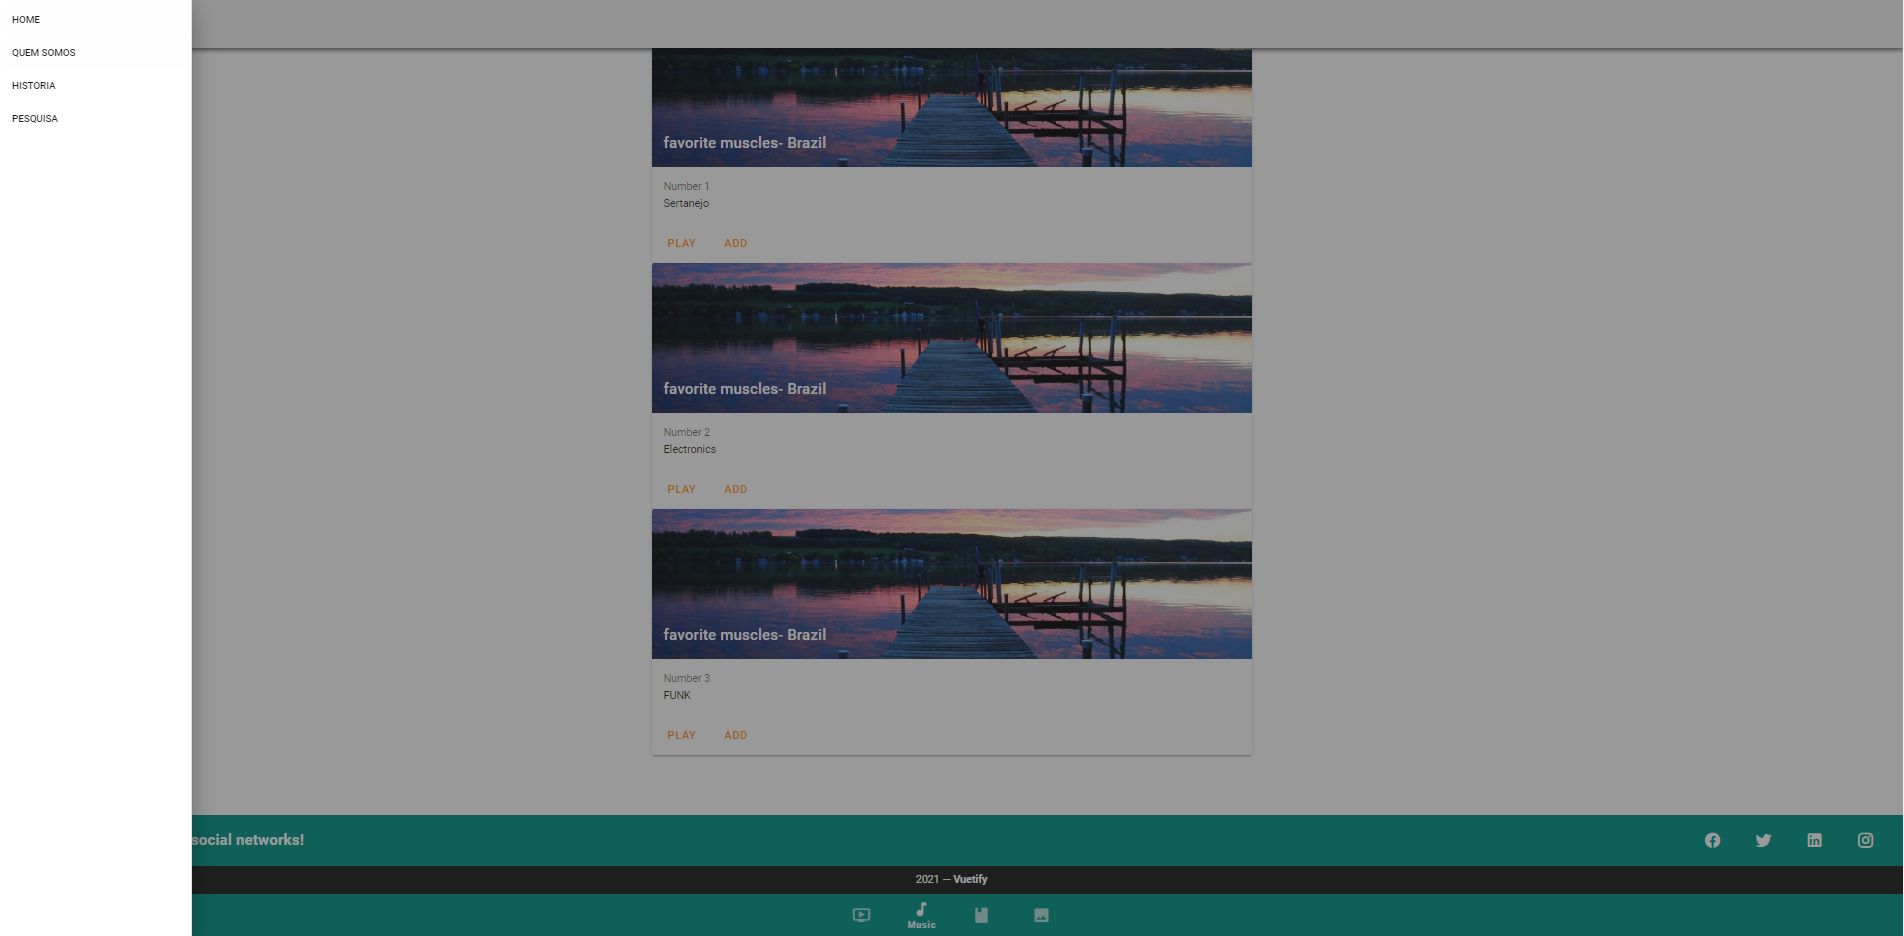 HOME
QUEM SOMOS
HISTORIA
PESQUISA
favorite muscles- Brazil
Number 1
Sertanejo
PLAY ADD
favorite muscles- Brazil
Number 2
Electronics
PLAY ADD
favorite muscles- Brazil
Number 3
FUNK
PLAY ADD
social networks!
2021 — Vuetify
Music